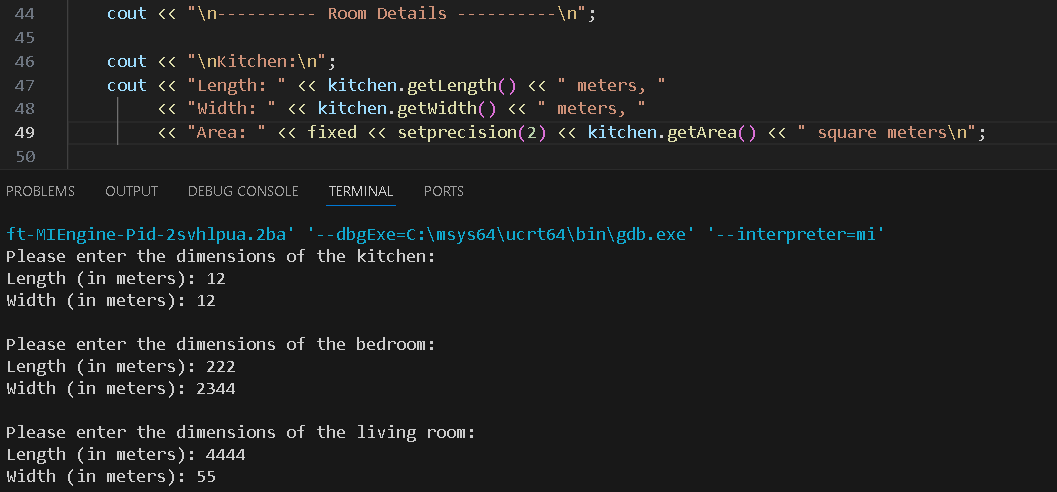 44 cout << "\n---------- Room Details ----------\n";
45
46 cout << "\nKitchen:\n";
47 cout << "Length: " << kitchen.getLength() << " meters, "
48 << "Width: " << kitchen.getWidth() << " meters, "
49 << "Area: " << fixed << setprecision(2) << kitchen.getArea() << " square meters\n";
50
PROBLEMS OUTPUT DEBUG CONSOLE TERMINAL PORTS
ft-MIEngine-Pid-2svhlpua.2ba' '--dbgExe=C:\msys64\ucrt64\bin\gdb.exe' '--interpreter=mi'
Please enter the dimensions of the kitchen:
Length (in meters): 12
Width (in meters): 12
Please enter the dimensions of the bedroom:
Length (in meters): 222
Width (in meters): 2344
Please enter the dimensions of the living room:
Length (in meters): 4444
Width (in meters): 55